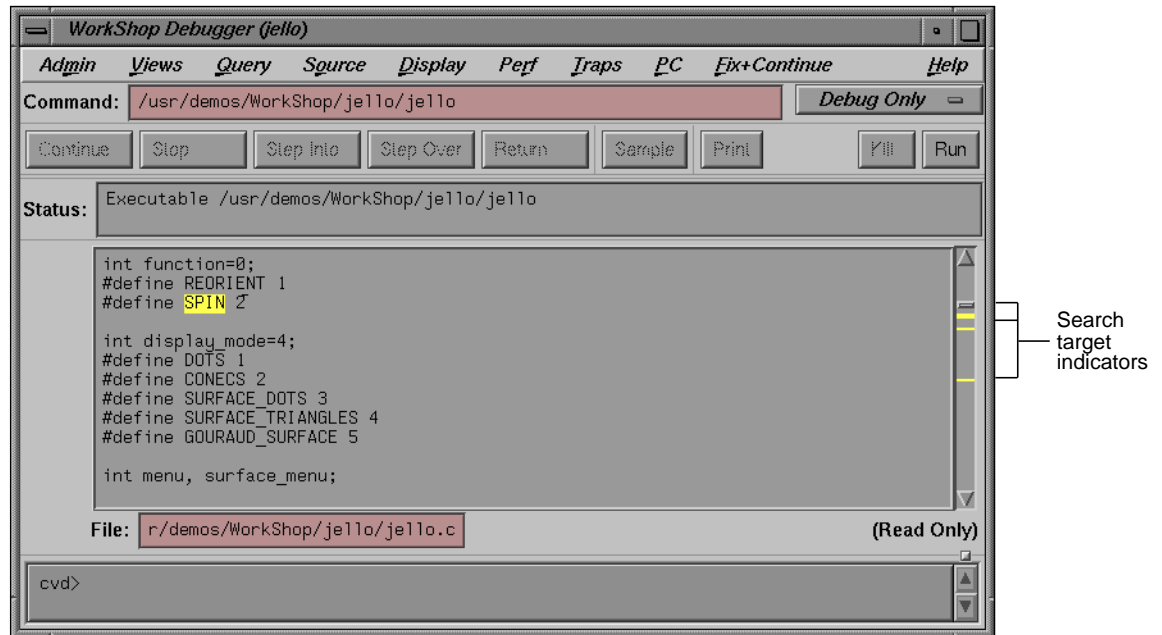 WorkShop Debugger (jello)
Admin Views Query Source Display Perf Traps PC Fix+Continue Help
Command: /usr/demos/WorkShop/jello/jello Debug Only
Continue Stop Step Into Step Over Return Sample Print Kill Run
Status: Executable /usr/demos/WorkShop/jello/jello
int function=0;
#define REORIENT 1
#define SPIN 2
int display_mode=4;
#define DOTS 1
#define CONECS 2
#define SURFACE_DOTS 3
#define SURFACE_TRIANGLES 4
#define GOURAUD_SURFACE 5
int menu, surface_menu;
Search
target
indicators
File: r/demos/WorkShop/jello/jello.c (Read Only)
cvd>